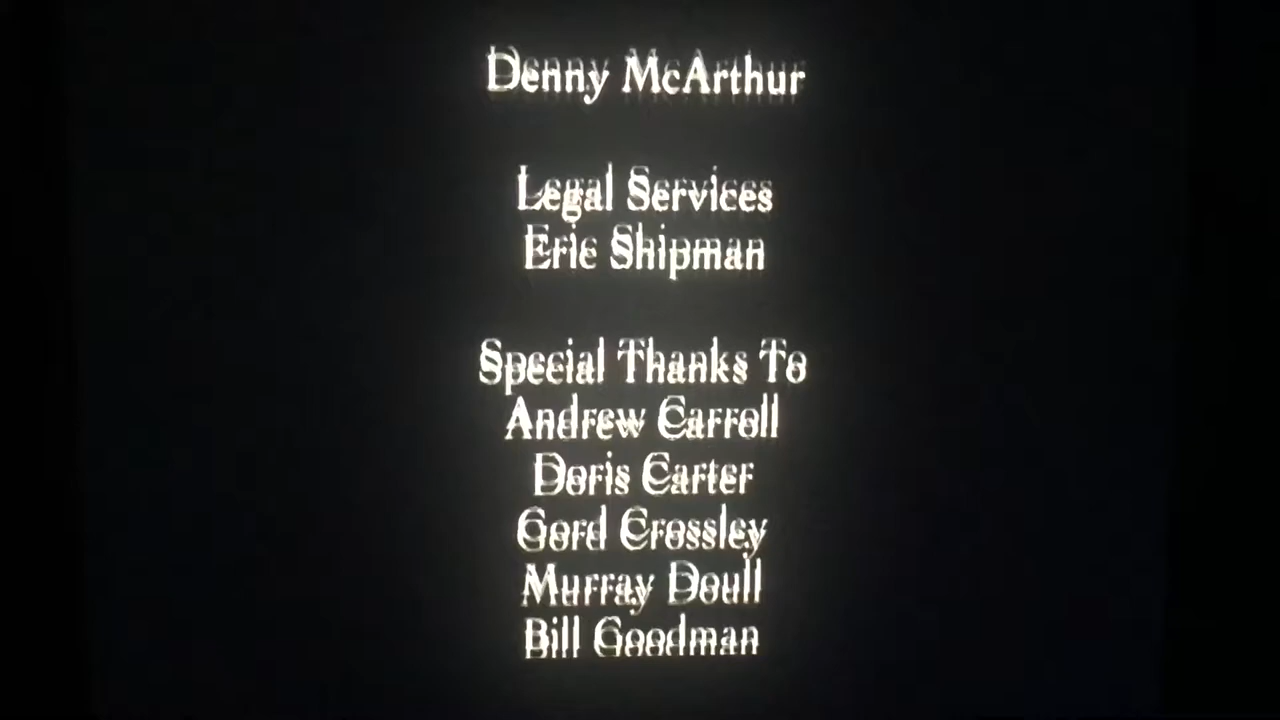 Denny McArthur
Legal Services
Eric Shipman
Special Thanks To
Andrew Carroll
Doris Carter
Gord Crossley
Murray Doull
Bill Goodman